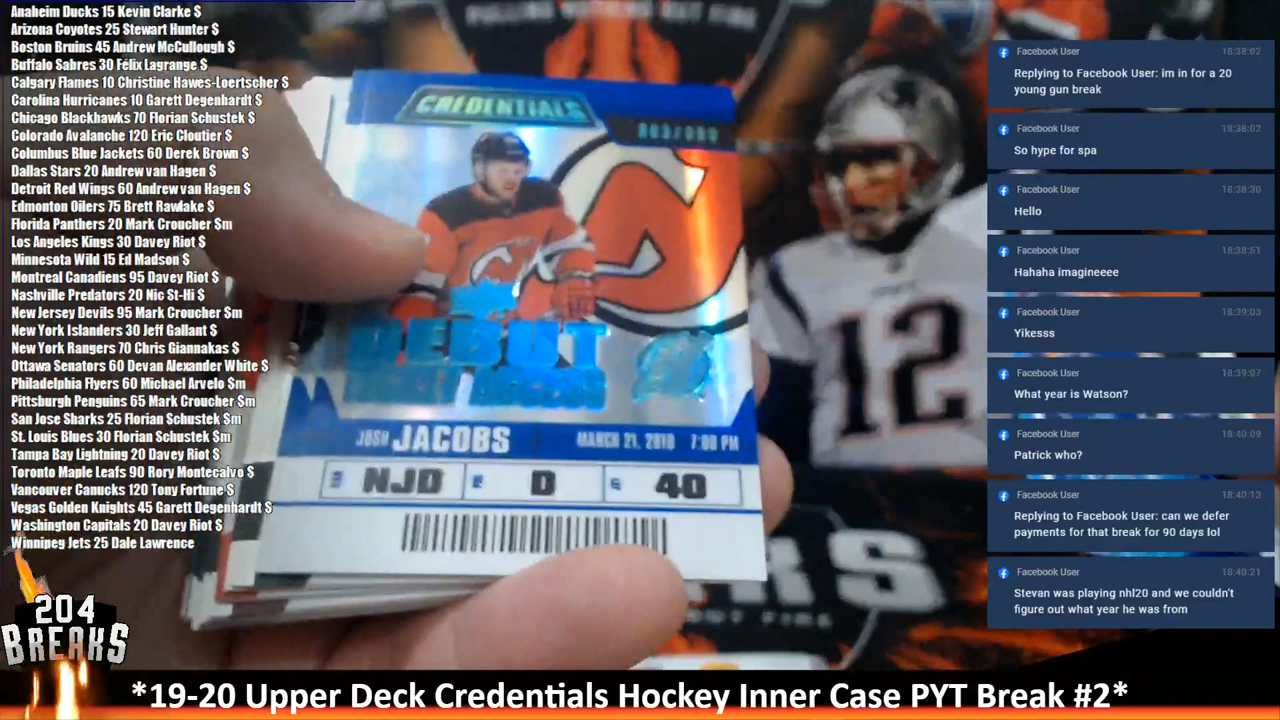 Anaheim Ducks 15 Kevin Clarke $
Arizona Coyotes 25 Stewart Hunter $
Boston Bruins 45 Andrew McCullough $
Buffalo Sabres 30 Felix Lagrange $
Calgary Flames 10 Christine Hawes-Loertscher $
Carolina Hurricanes 10 Garett Degenhardt $
Chicago Blackhawks 70 Florian Schustek $
Colorado Avalanche 120 Eric Cloutier $
Columbus Blue Jackets 60 Derek Brown $
Dallas Stars 20 Andrew van Hagen $
Detroit Red Wings 60 Andrew van Hagen $
Edmonton Oilers 75 Brett Rawlake $
Florida Panthers 20 Mark Croucher $m
Los Angeles Kings 30 Davey Riot $
Minnesota Wild 15 Ed Madson $
Montreal Canadiens 95 Davey Riot $
Nashville Predators 20 Nic St-Hi $
New Jersey Devils 95 Mark Croucher $m
New York Islanders 30 Jeff Gallant $
New York Rangers 70 Chris Giannakas $
Ottawa Senators 60 Devan Alexander White $
Philadelphia Flyers 60 Michael Arvelo $m
Pittsburgh Penguins 65 Mark Croucher $m
San Jose Sharks 25 Florian Schustek $m
St. Louis Blues 30 Florian Schustek $m
Tampa Bay Lightning 20 Davey Riot $
Toronto Maple Leafs 90 Rory Montecalvo $
Vancouver Canucks 120 Tony Fortune $
Vegas Golden Knights 45 Garett Degenhardt $
Washington Capitals 20 Davey Riot $
Winnipeg Jets 25 Dale Lawrence
204
BREAKS
CREDENTIALS
DEBUT
JOSH JACOBS
7:00 PM
NJD D 40
12
Facebook User 18:38:02
Replying to Facebook User: im in for a 20
young gun break
Facebook User 18:38:02
So hype for spa
Facebook User 18:38:30
Hello
Facebook User 18:38:51
Hahaha imagineeee
Facebook User 18:39:03
Yikesss
Facebook User 18:39:07
What year is Watson?
Facebook User 18:40:09
Patrick who?
Facebook User 18:40:13
Replying to Facebook User: can we defer
payments for that break for 90 days lol
Facebook User 18:40:21
Stevan was playing nhl20 and we couldn't
figure out what year he was from
*19-20 Upper Deck Credentials Hockey Inner Case PYT Break #2*